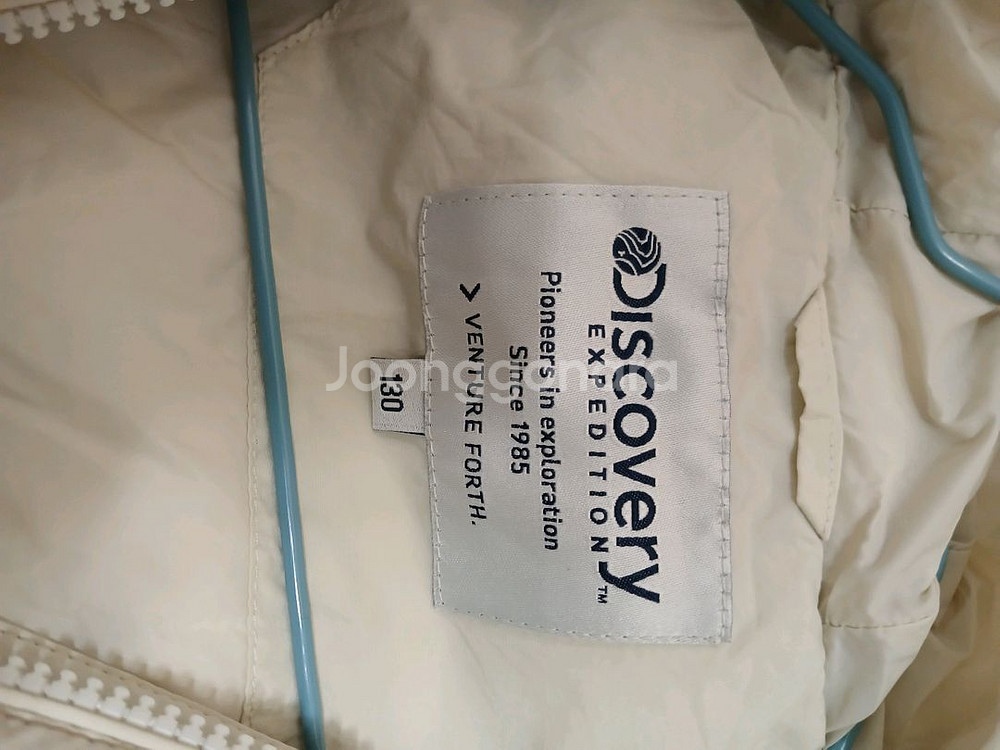 DISCOVERY
EXPEDITION™
Pioneers in exploration
Since 1985
> VENTURE FORTH.
130
Joonggonara